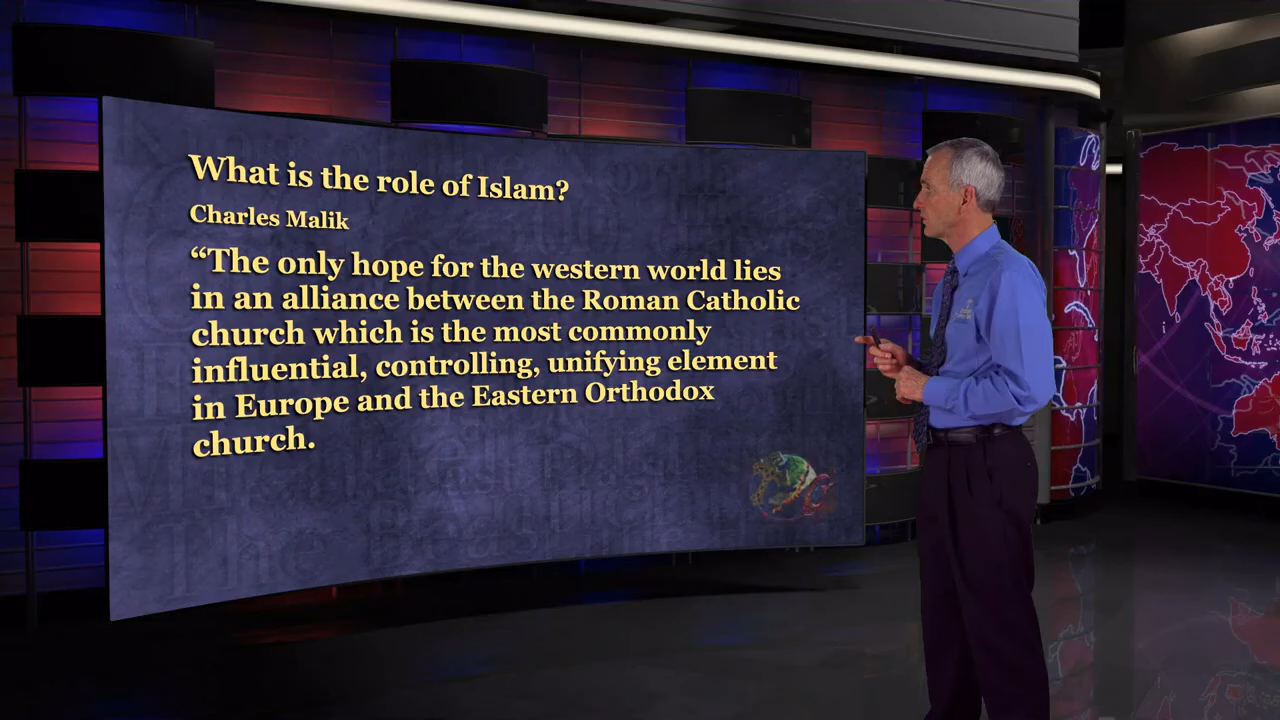 What is the role of Islam?
Charles Malik
“The only hope for the western world lies
in an alliance between the Roman Catholic
church which is the most commonly
influential, controlling, unifying element
in Europe and the Eastern Orthodox
church.